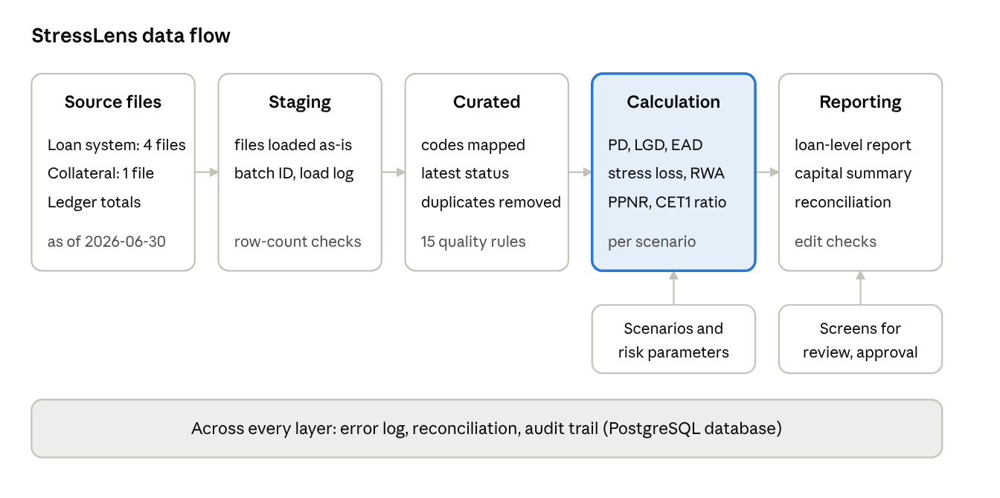 StressLens data flow
Source files
Loan system: 4 files
Collateral: 1 file
Ledger totals
as of 2026-06-30
Staging
files loaded as-is
batch ID, load log
row-count checks
Curated
codes mapped
latest status
duplicates removed
15 quality rules
Calculation
PD, LGD, EAD
stress loss, RWA
PPNR, CET1 ratio
per scenario
Reporting
loan-level report
capital summary
reconciliation
edit checks
Scenarios and
risk parameters
Screens for
review, approval
Across every layer: error log, reconciliation, audit trail (PostgreSQL database)